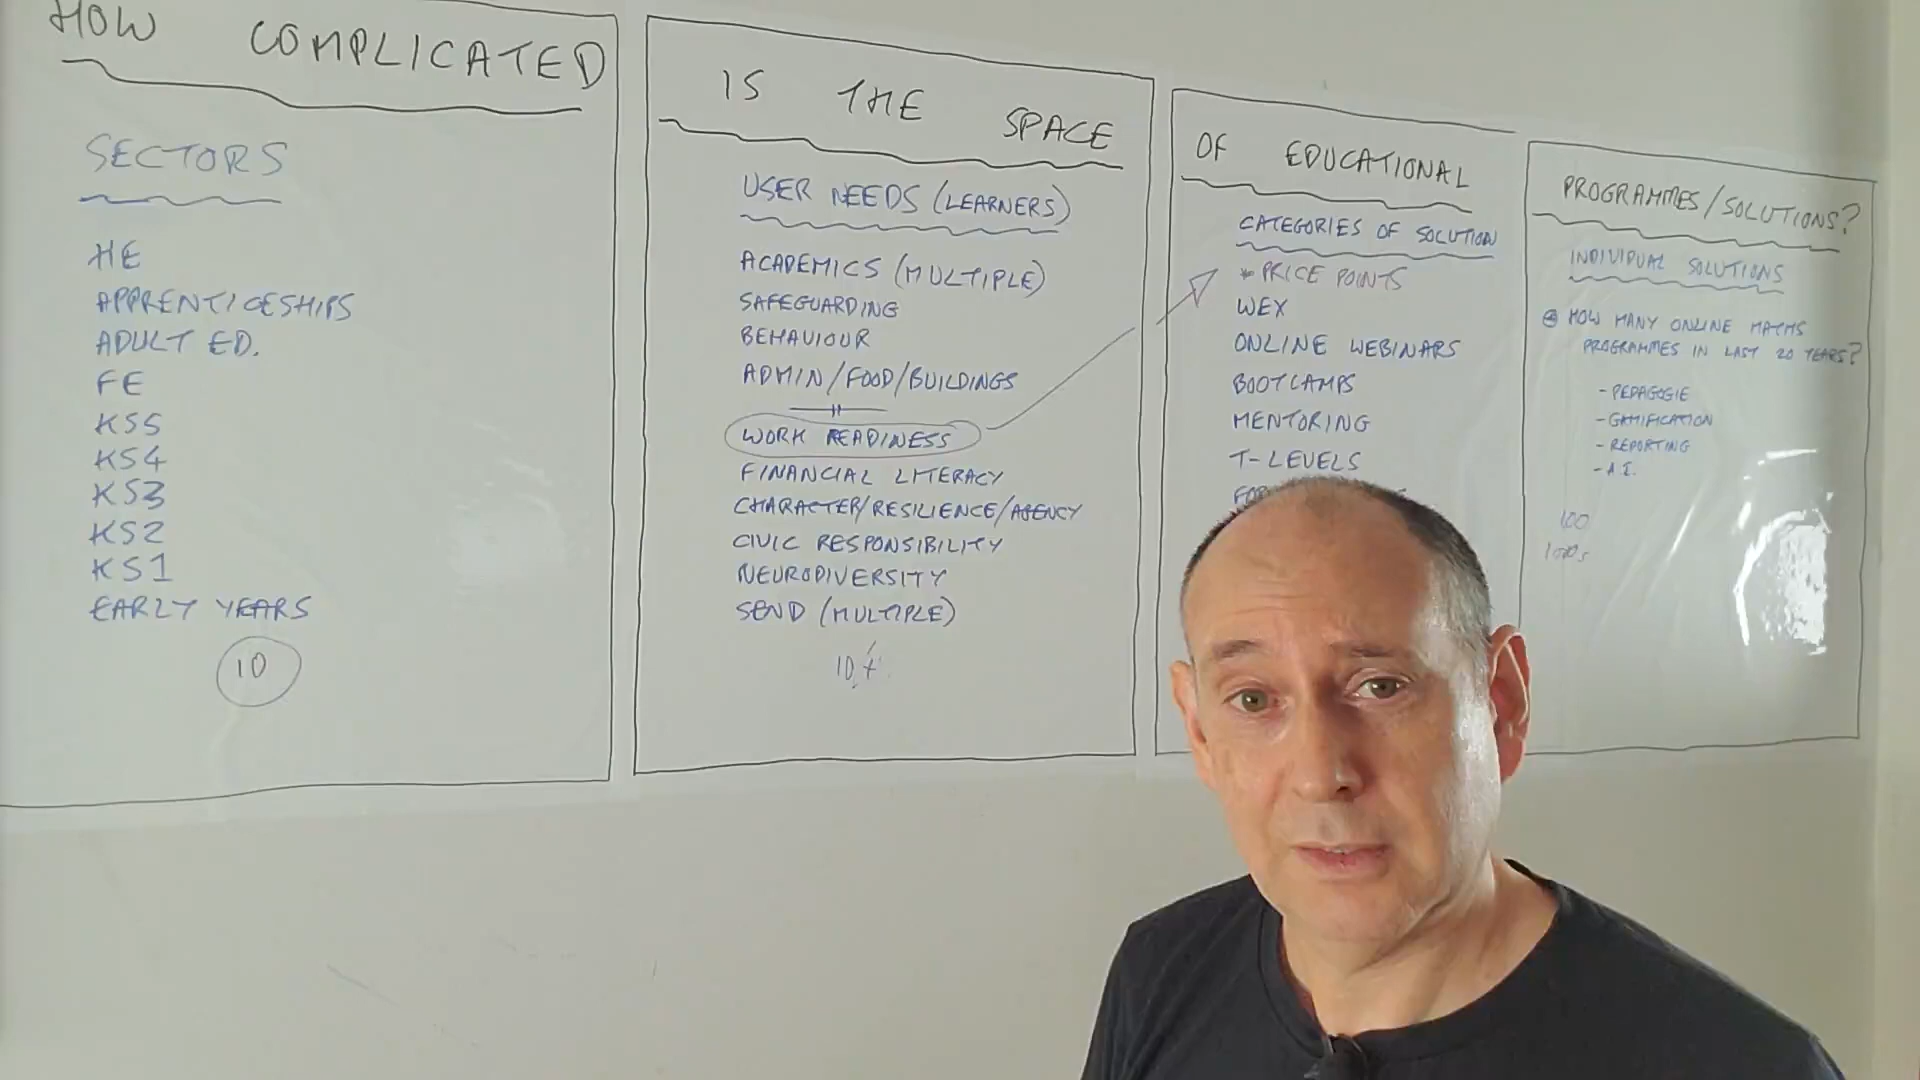 HOW COMPLICATED
SECTORS
HE
APPRENTICESHIPS
ADULT ED.
FE
KS5
KS4
KS3
KS2
KS1
EARLY YEARS
10
IS THE SPACE
USER NEEDS (LEARNERS)
ACADEMICS (MULTIPLE)
SAFEGUARDING
BEHAVIOUR
ADMIN/FOOD/BUILDINGS
WORK READINESS
FINANCIAL LITERACY
CHARACTER/RESILIENCE/AGENCY
CIVIC RESPONSIBILITY
NEURODIVERSITY
SEND (MULTIPLE)
10+
OF EDUCATIONAL
CATEGORIES OF SOLUTION
* PRICE POINTS
WEX
ONLINE WEBINARS
BOOTCAMPS
MENTORING
T-LEVELS
PROGRAMMES/SOLUTIONS?
INDIVIDUAL SOLUTIONS
HOW MANY ONLINE MATHS
PROGRAMMES IN LAST 20 YEARS?
- PEDAGOGIE
- GAMIFICATION
- REPORTING
- A.I.
100
1000s